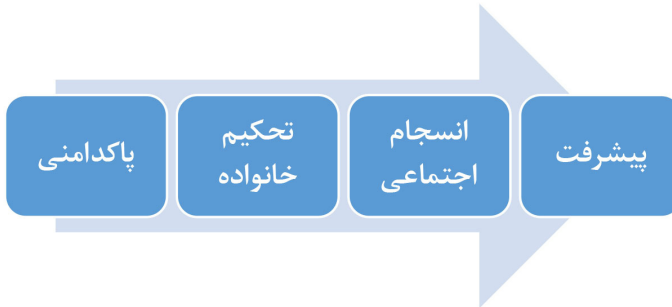 پاکدامنی
تحکیم
خانواده
انسجام
اجتماعی
پیشرفت